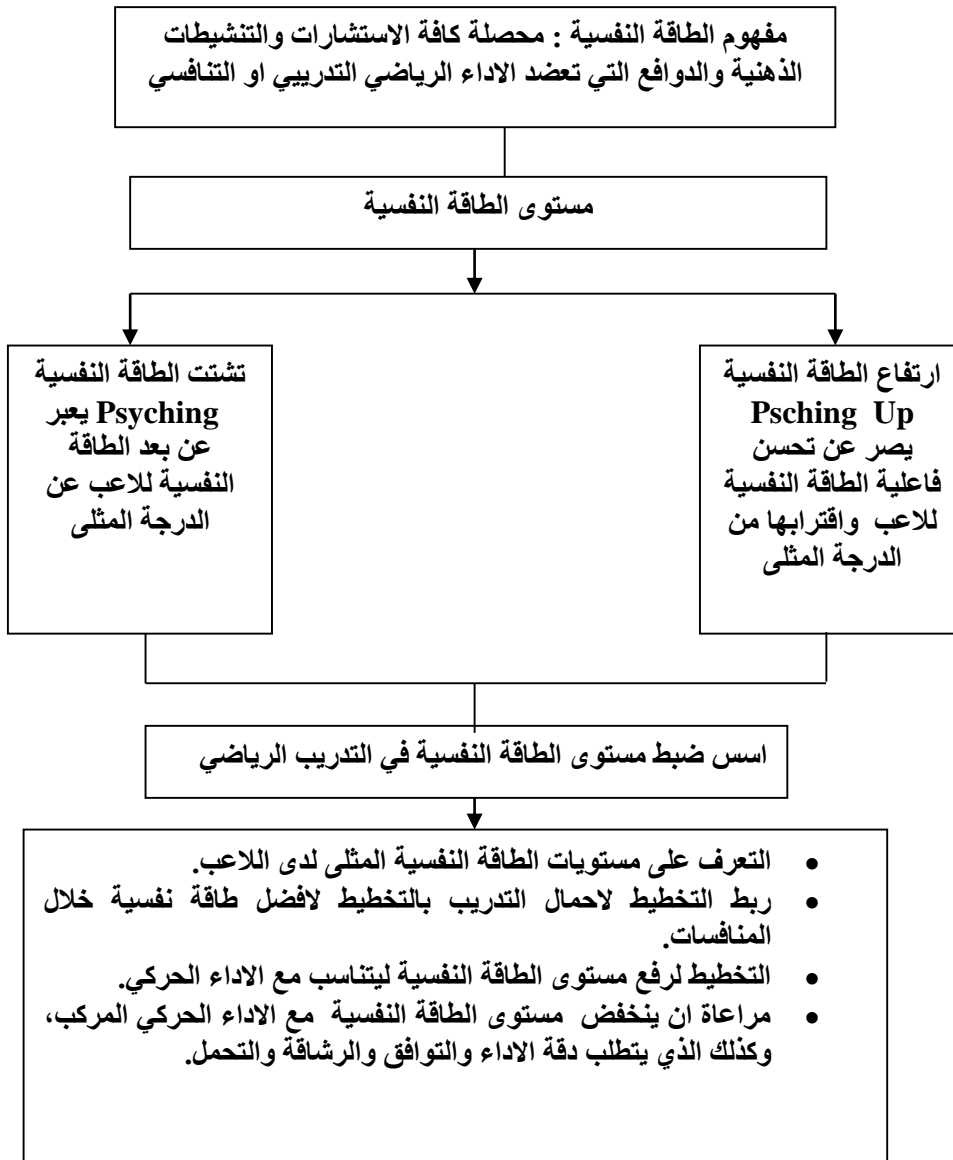 مفهوم الطاقة النفسية : محصلة كافة الاستشارات والتنشيطات
الذهنية والدوافع التي تعضد الاداء الرياضي التدريبي او التنافسي
مستوى الطاقة النفسية
ارتفاع الطاقة النفسية
Psching Up
يصر عن تحسن
فاعلية الطاقة النفسية
للاعب واقترابها من
الدرجة المثلى
تشتت الطاقة النفسية
Psyching يعبر
عن بعد الطاقة
النفسية للاعب عن
الدرجة المثلى
اسس ضبط مستوى الطاقة النفسية في التدريب الرياضي
• التعرف على مستويات الطاقة النفسية المثلى لدى اللاعب.
• ربط التخطيط لاحمال التدريب بالتخطيط لافضل طاقة نفسية خلال
المنافسات.
• التخطيط لرفع مستوى الطاقة النفسية ليتناسب مع الاداء الحركي.
• مراعاة ان ينخفض مستوى الطاقة النفسية مع الاداء الحركي المركب،
وكذلك الذي يتطلب دقة الاداء والتوافق والرشاقة والتحمل.